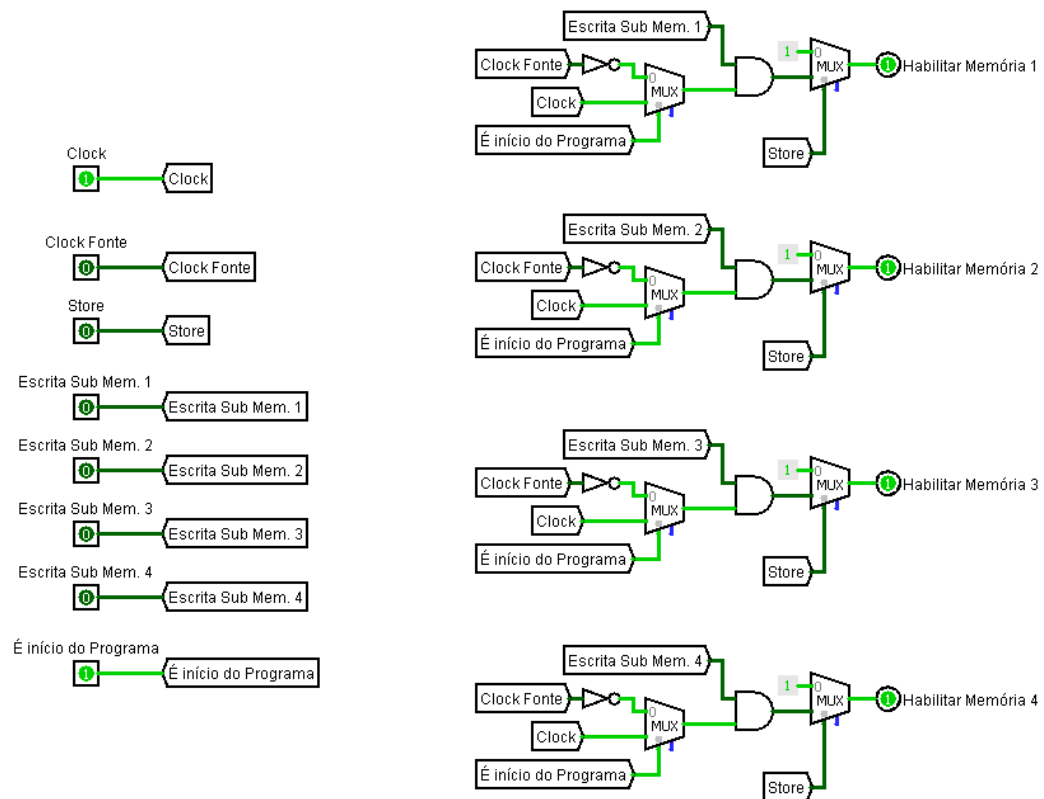 Clock
1
Clock
Clock Fonte
0
Clock Fonte
Store
0
Store
Escrita Sub Mem. 1
0
Escrita Sub Mem. 1
Escrita Sub Mem. 2
0
Escrita Sub Mem. 2
Escrita Sub Mem. 3
0
Escrita Sub Mem. 3
Escrita Sub Mem. 4
0
Escrita Sub Mem. 4
É início do Programa
1
É início do Programa
Escrita Sub Mem. 1
Clock Fonte
0
MUX
Clock
É início do Programa
1
0
MUX
1
Habilitar Memória 1
Store
Escrita Sub Mem. 2
Clock Fonte
0
MUX
Clock
É início do Programa
1
0
MUX
1
Habilitar Memória 2
Store
Escrita Sub Mem. 3
Clock Fonte
0
MUX
Clock
É início do Programa
1
0
MUX
1
Habilitar Memória 3
Store
Escrita Sub Mem. 4
Clock Fonte
0
MUX
Clock
É início do Programa
1
0
MUX
1
Habilitar Memória 4
Store